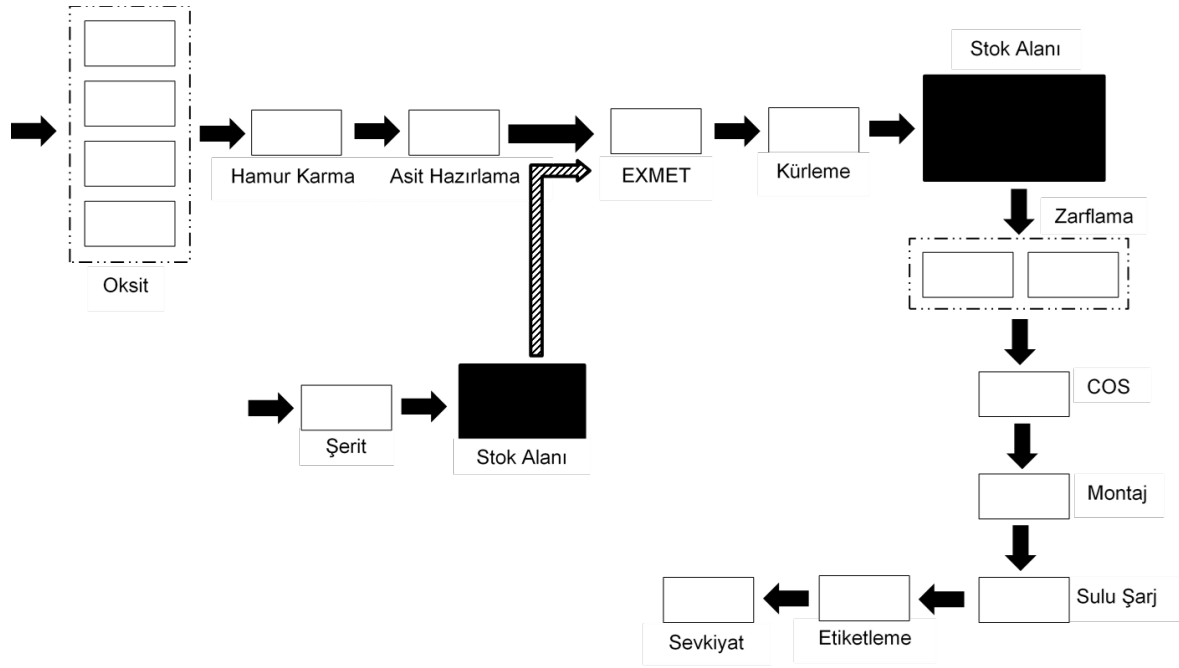 Stok Alanı
Hamur Karma
Asit Hazırlama
EXMET
Kürleme
Zarflama
Oksit
COS
Şerit
Stok Alanı
Montaj
Sulu Şarj
Etiketleme
Sevkiyat